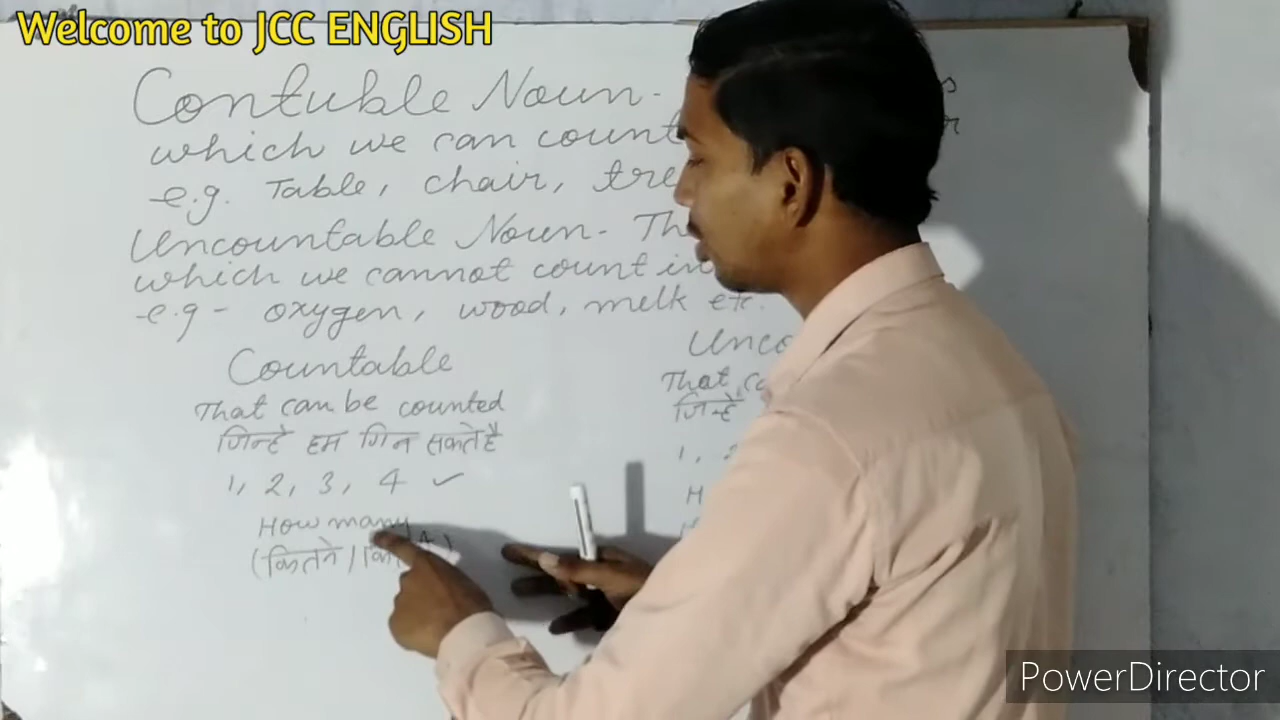 Welcome to JCC ENGLISH
Contuble Noun-
which we can count
e.g. Table, chair, tre
Uncountable Noun- Th
which we cannot count in
e.g- oxygen, wood, melk etc.
Countable
That can be counted
जिन्हे हम गिन सकते है
1, 2, 3, 4 ✓
How many
(कितने /
Unco
That ca
जिन्हे
1, 2
H
PowerDirector